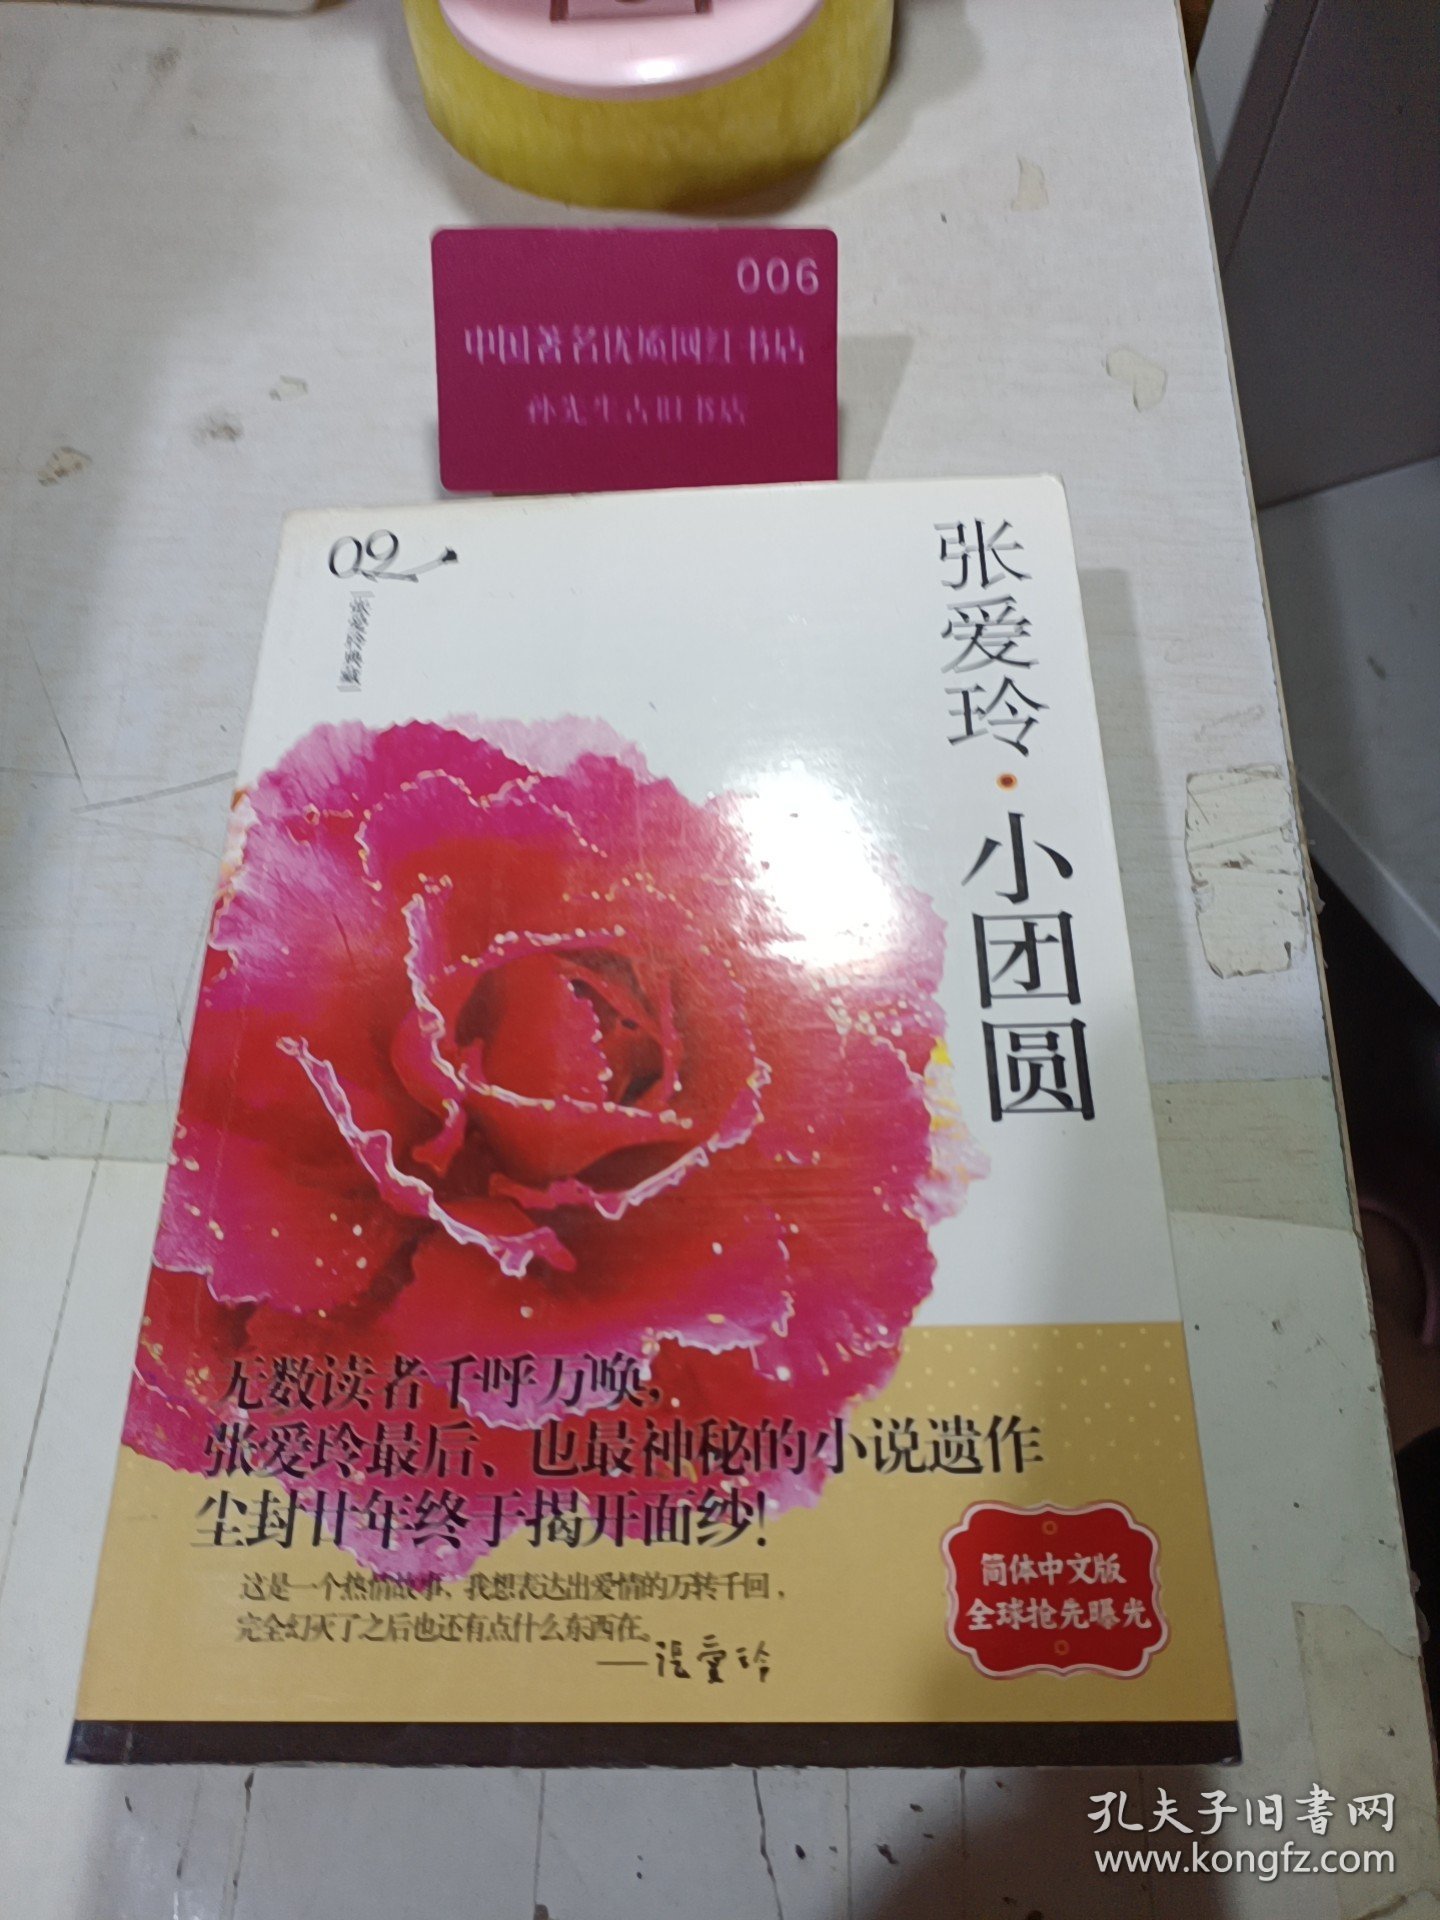 006
中国著名优质网红书店
孙先生古旧书店
09
张爱玲·小团圆
无数读者千呼万唤,
张爱玲最后、也最神秘的小说遗作
尘封廿年终于揭开面纱!
这是一个热情故事,我想表达出爱情的万转千回,
完全幻灭了之后也还有点什么东西在。
——張愛玲
简体中文版
全球抢先曝光
孔夫子旧書网
www.kongfz.com